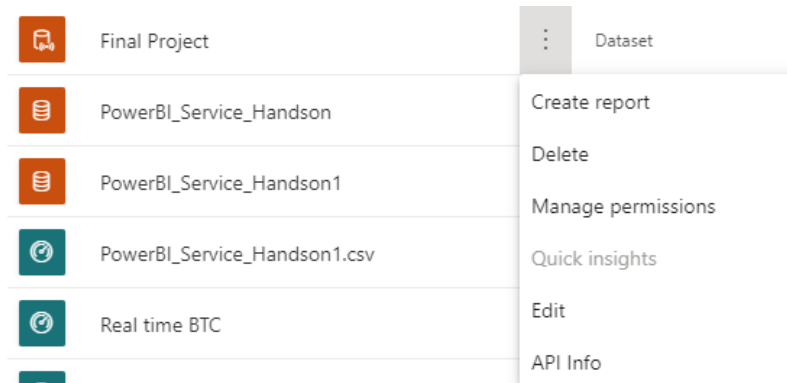 Final Project
Dataset
PowerBI_Service_Handson
Create report
Delete
PowerBI_Service_Handson1
Manage permissions
PowerBI_Service_Handson1.csv
Quick insights
Edit
Real time BTC
API Info